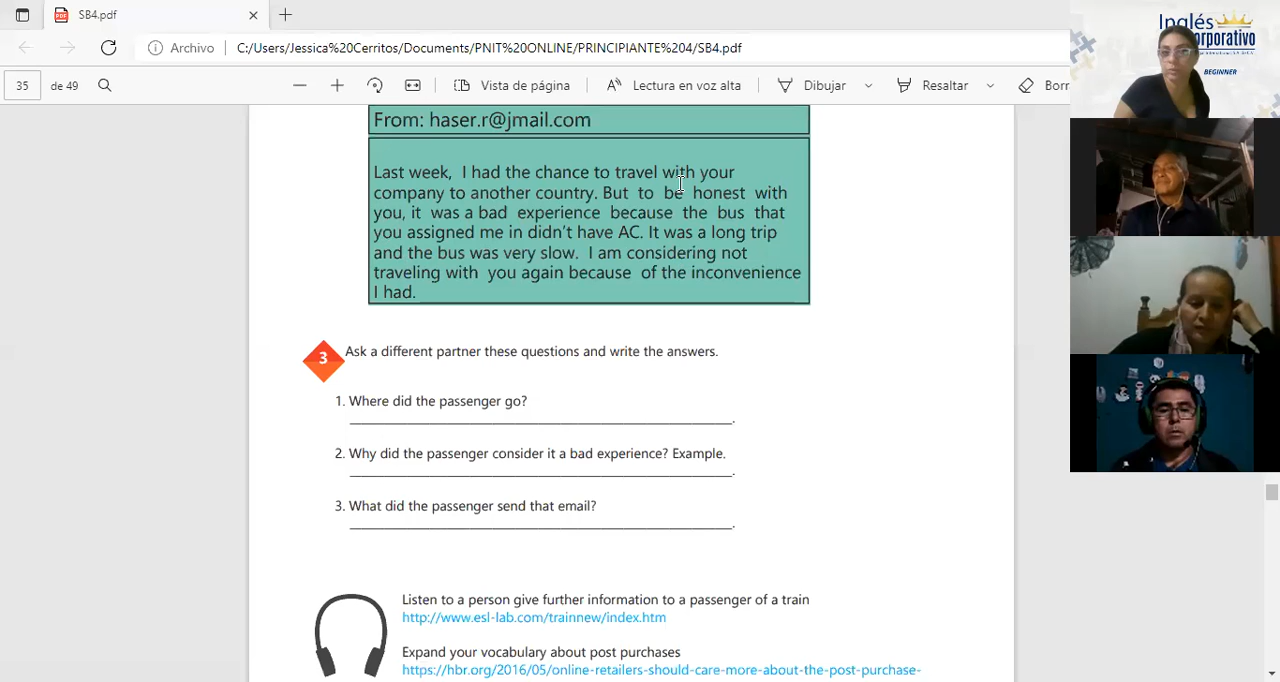 SB4.pdf
Archivo C:/Users/Jessica%20Cerritos/Documents/PNIT%20ONLINE/PRINCIPIANTE%204/SB4.pdf
35 de 49 Vista de página Lectura en voz alta Dibujar Resaltar Borr
Inglés
Corporativo
BEGINNER
From: haser.r@jmail.com
Last week, I had the chance to travel with your
company to another country. But to be honest with
you, it was a bad experience because the bus that
you assigned me in didn't have AC. It was a long trip
and the bus was very slow. I am considering not
traveling with you again because of the inconvenience
I had.
3 Ask a different partner these questions and write the answers.
1. Where did the passenger go?
2. Why did the passenger consider it a bad experience? Example.
3. What did the passenger send that email?
Listen to a person give further information to a passenger of a train
http://www.esl-lab.com/trainnew/index.htm
Expand your vocabulary about post purchases
https://hbr.org/2016/05/online-retailers-should-care-more-about-the-post-purchase-